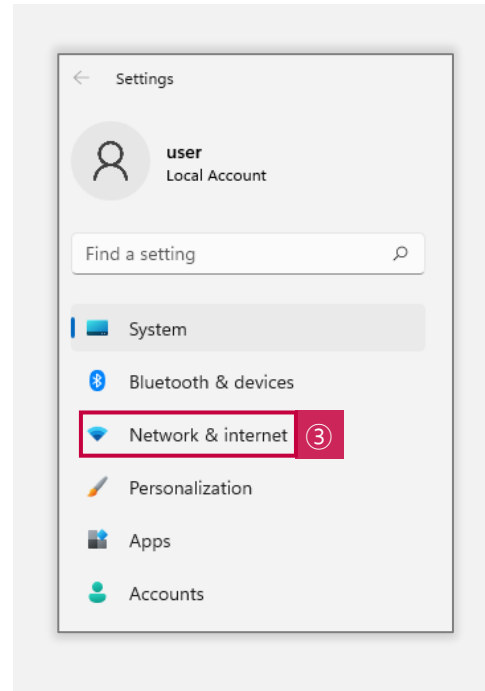 Settings
user
Local Account
Find a setting
System
Bluetooth & devices
Network & internet ③
Personalization
Apps
Accounts